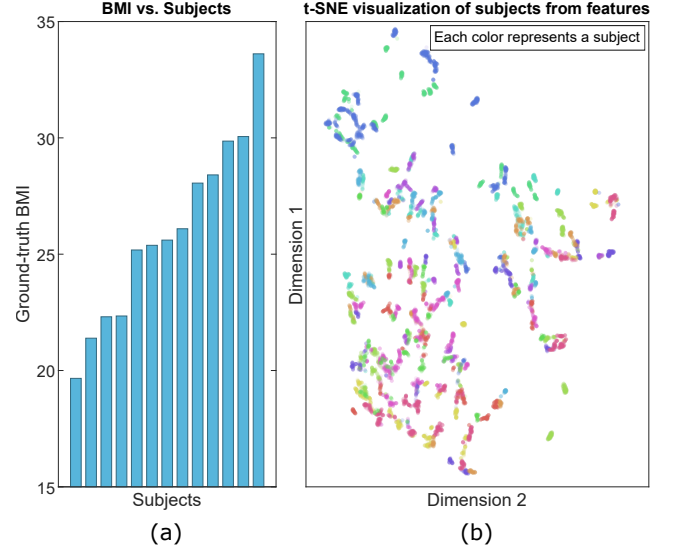 BMI vs. Subjects
35
30
25
20
15
Ground-truth BMI
Subjects
(a)
t-SNE visualization of subjects from features
Each color represents a subject
Dimension 1
Dimension 2
(b)